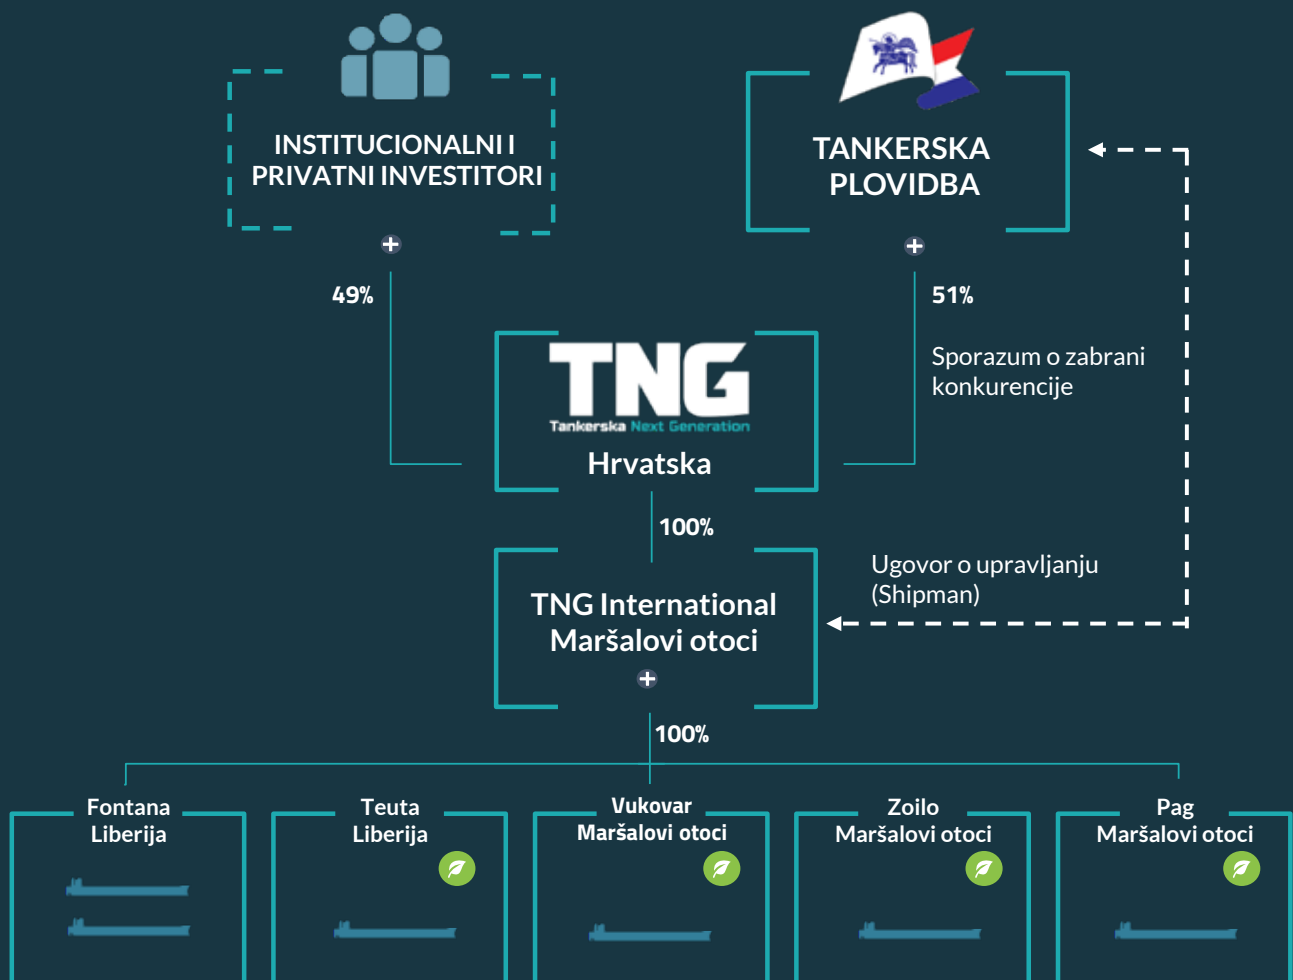 INSTITUCIONALNI I
PRIVATNI INVESTITORI
TANKERSKA
PLOVIDBA
49%
51%
Sporazum o zabrani
konkurencije
TNG
Tankerska Next Generation
Hrvatska
100%
Ugovor o upravljanju
(Shipman)
TNG International
Maršalovi otoci
100%
Fontana
Liberija
Teuta
Liberija
Vukovar
Maršalovi otoci
Zoilo
Maršalovi otoci
Pag
Maršalovi otoci